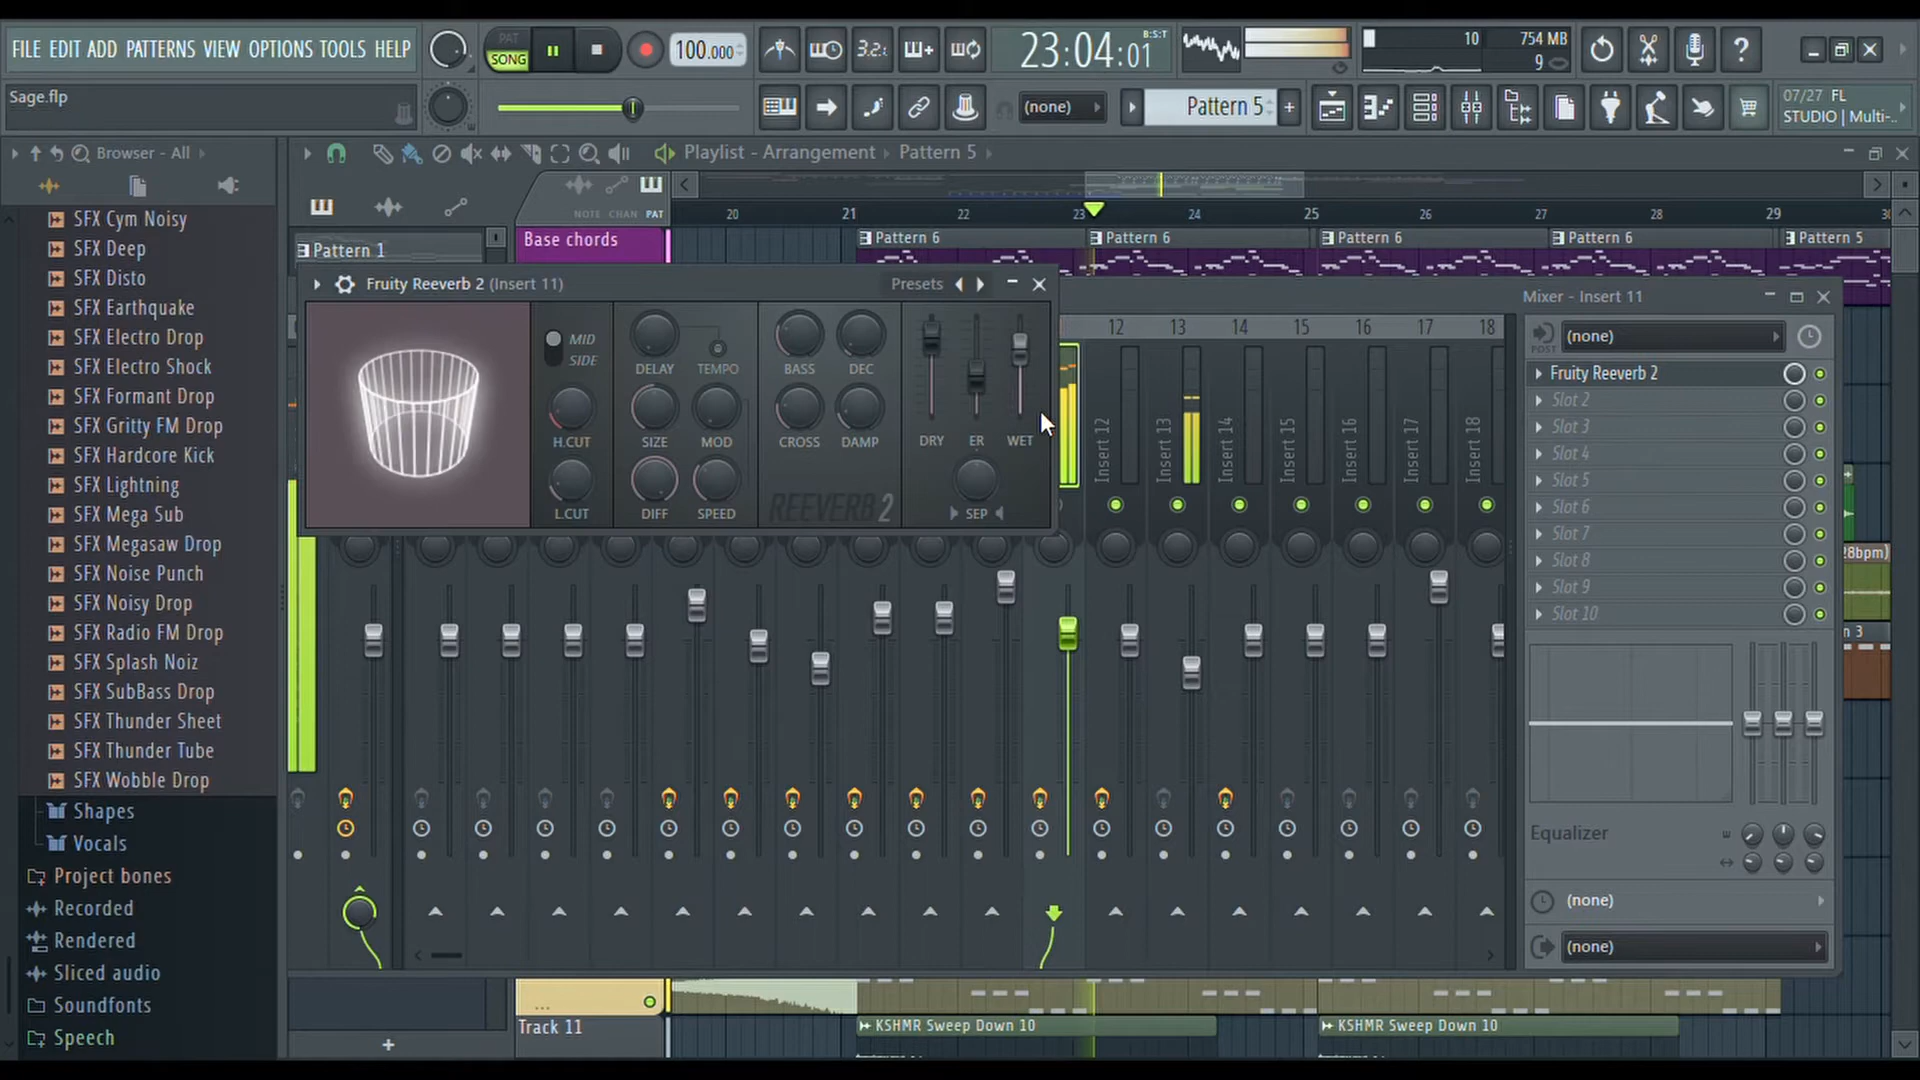 FILE EDIT ADD PATTERNS VIEW OPTIONS TOOLS HELP
PAT
SONG
100.000
3.2.
23:04:01
B:S:T
10
754 MB
9
Sage.flp
(none)
Pattern 5
07/27 FL
STUDIO | Multi-..
Browser - All
Playlist - Arrangement
Pattern 5
NOTE CHAN PAT
20 21 22 23 24 25 26 27 28 29 30
Pattern 1
Base chords
Pattern 6
Pattern 6
Pattern 6
Pattern 6
Pattern 5
SFX Cym Noisy
SFX Deep
SFX Disto
SFX Earthquake
SFX Electro Drop
SFX Electro Shock
SFX Formant Drop
SFX Gritty FM Drop
SFX Hardcore Kick
SFX Lightning
SFX Mega Sub
SFX Megasaw Drop
SFX Noise Punch
SFX Noisy Drop
SFX Radio FM Drop
SFX Splash Noiz
SFX SubBass Drop
SFX Thunder Sheet
SFX Thunder Tube
SFX Wobble Drop
Shapes
Vocals
Project bones
Recorded
Rendered
Sliced audio
Soundfonts
Speech
Fruity Reeverb 2 (Insert 11)
Presets
MID
SIDE
DELAY
TEMPO
BASS
DEC
H.CUT
SIZE
MOD
CROSS
DAMP
DRY
ER
WET
L.CUT
DIFF
SPEED
REEVERB 2
SEP
Mixer - Insert 11
12 13 14 15 16 17 18
Insert 12
Insert 13
Insert 14
Insert 15
Insert 16
Insert 17
Insert 18
POST
(none)
Fruity Reeverb 2
Slot 2
Slot 3
Slot 4
Slot 5
Slot 6
Slot 7
Slot 8
Slot 9
Slot 10
Equalizer
(none)
(none)
28bpm)
n 3
...
Track 11
KSHMR Sweep Down 10
KSHMR Sweep Down 10